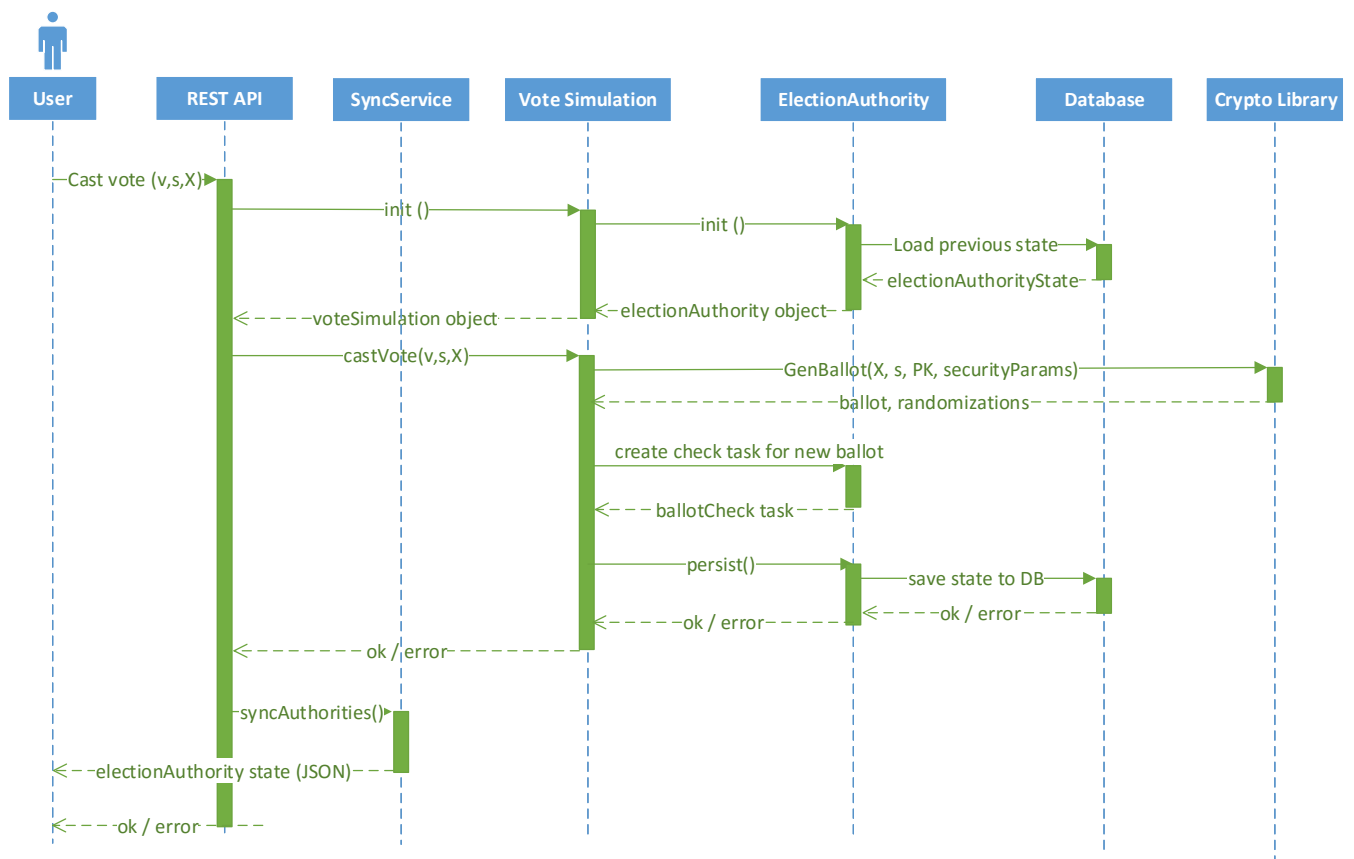 User
REST API
SyncService
Vote Simulation
ElectionAuthority
Database
Crypto Library
Cast vote (v,s,X)
init ()
init ()
Load previous state
electionAuthorityState
electionAuthority object
voteSimulation object
castVote(v,s,X)
GenBallot(X, s, PK, securityParams)
ballot, randomizations
create check task for new ballot
ballotCheck task
persist()
save state to DB
ok / error
ok / error
ok / error
syncAuthorities()
electionAuthority state (JSON)
ok / error